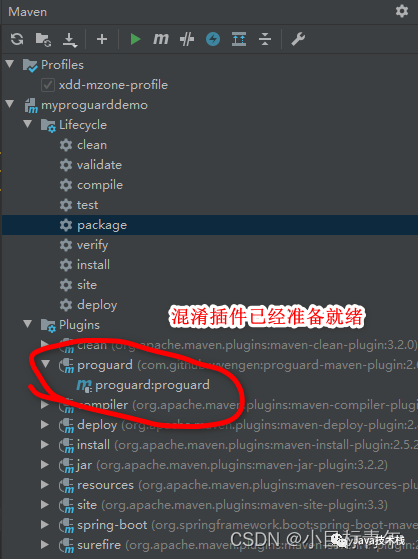 Maven
Profiles
xdd-mzone-profile
myproguarddemo
Lifecycle
clean
validate
compile
test
package
verify
install
site
deploy
混淆插件已经准备就绪
Plugins
clean (org.apache.maven.plugins:maven-clean-plugin:3.2.0)
proguard (com.github.wvengen:proguard-maven-plugin:2.6
proguard:proguard
compiler (org.apache.maven.plugins:maven-compiler-plug
deploy (org.apache.maven.plugins:maven-deploy-plugin:2.
install (org.apache.maven.plugins:maven-install-plugin:2.5.2
jar (org.apache.maven.plugins:maven-jar-plugin:3.2.2)
resources (org.apache.maven.plugins:maven-resources-plu
site (org.apache.maven.plugins:maven-site-plugin:3.3)
spring-boot (org.springframework.boot:spring-boot-maven
surefire (org.apache.maven
CSDN @小目标青年
Java技术栈